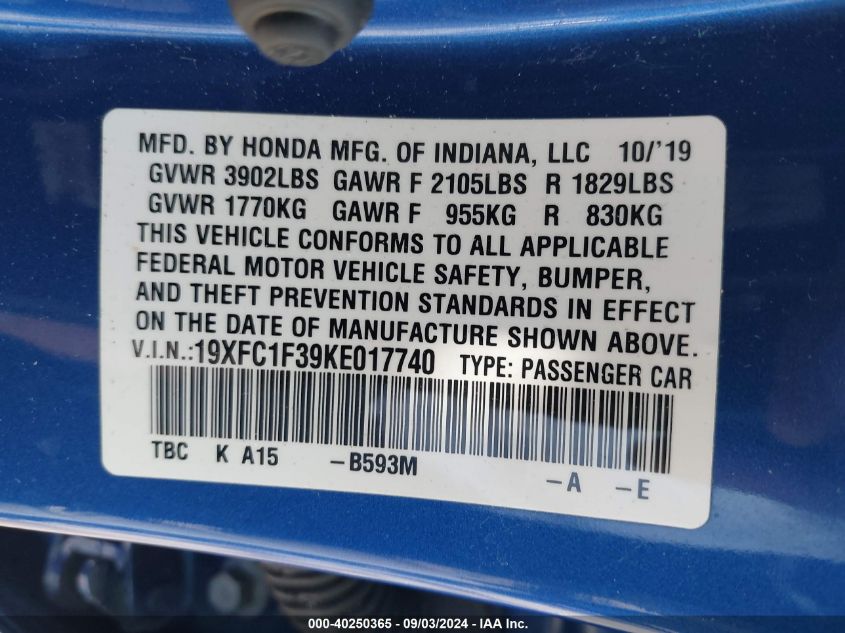 MFD. BY HONDA MFG. OF INDIANA, LLC 10/'19
GVWR 3902LBS GAWR F 2105LBS R 1829LBS
GVWR 1770KG GAWR F 955KG R 830KG
THIS VEHICLE CONFORMS TO ALL APPLICABLE
FEDERAL MOTOR VEHICLE SAFETY, BUMPER,
AND THEFT PREVENTION STANDARDS IN EFFECT
ON THE DATE OF MANUFACTURE SHOWN ABOVE.
V.I.N.:19XFC1F39KE017740 TYPE: PASSENGER CAR
TBC K A15 -B593M -A -E
000-40250365 - 09/03/2024 - IAA Inc.